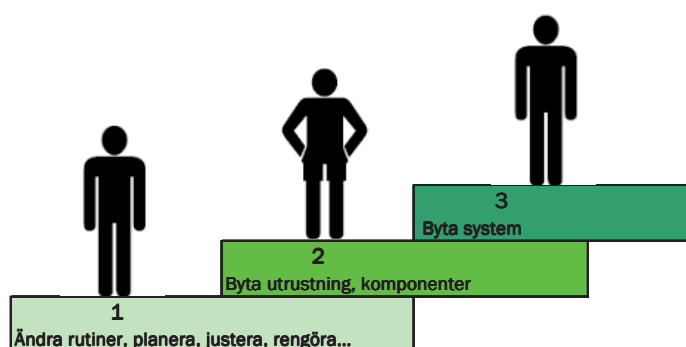 3
Byta system
2
Byta utrustning, komponenter
1
Ändra rutiner, planera, justera, rengöra...